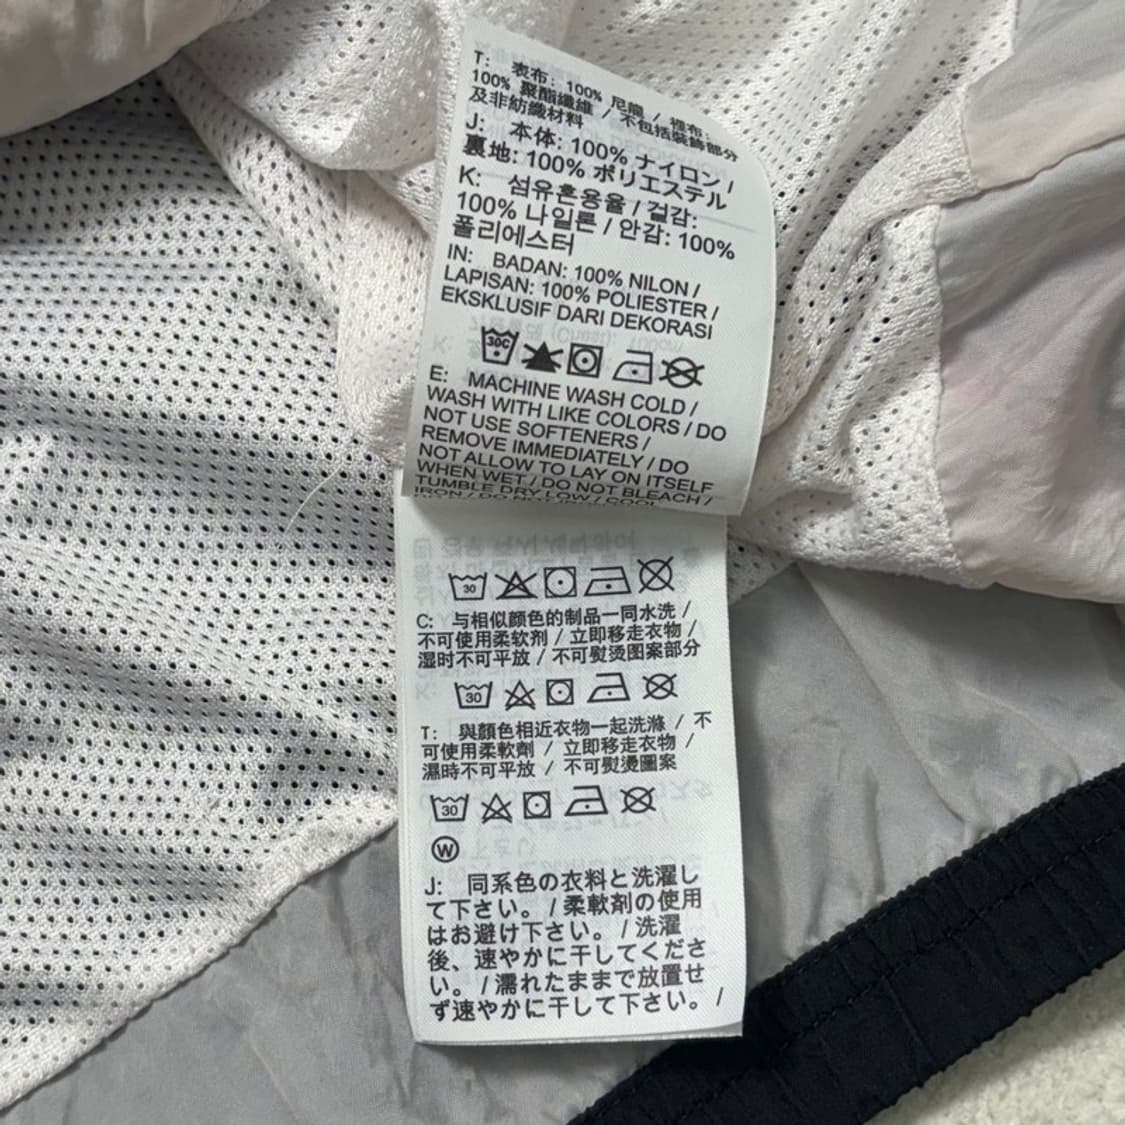 T: 表布: 100% 尼龍 / 裡布:
100% 聚酯纖維 / 不包括裝飾部分
及非紡織材料
J: 本体: 100% ナイロン /
裏地: 100% ポリエステル
K: 섬유혼용율 / 겉감:
100% 나일론 / 안감: 100%
폴리에스터
IN: BADAN: 100% NILON /
LAPISAN: 100% POLIESTER /
EKSKLUSIF DARI DEKORASI
30C
E: MACHINE WASH COLD /
WASH WITH LIKE COLORS / DO
NOT USE SOFTENERS /
REMOVE IMMEDIATELY / DO
NOT ALLOW TO LAY ON ITSELF
WHEN WET / DO NOT BLEACH /
TUMBLE DRY LOW / COOL
IRON / DO NOT
30
C: 与相似颜色的制品一同水洗 /
不可使用柔软剂 / 立即移走衣物 /
湿时不可平放 / 不可熨烫图案部分
30
T: 與顏色相近衣物一起洗滌 / 不
可使用柔軟劑 / 立即移走衣物 /
濕時不可平放 / 不可熨燙圖案
30
W
J: 同系色の衣料と洗濯し
て下さい。 / 柔軟剤の使用
はお避け下さい。 / 洗濯
後、速やかに干してくださ
い。 / 濡れたままで放置せ
ず速やかに干して下さい。 /